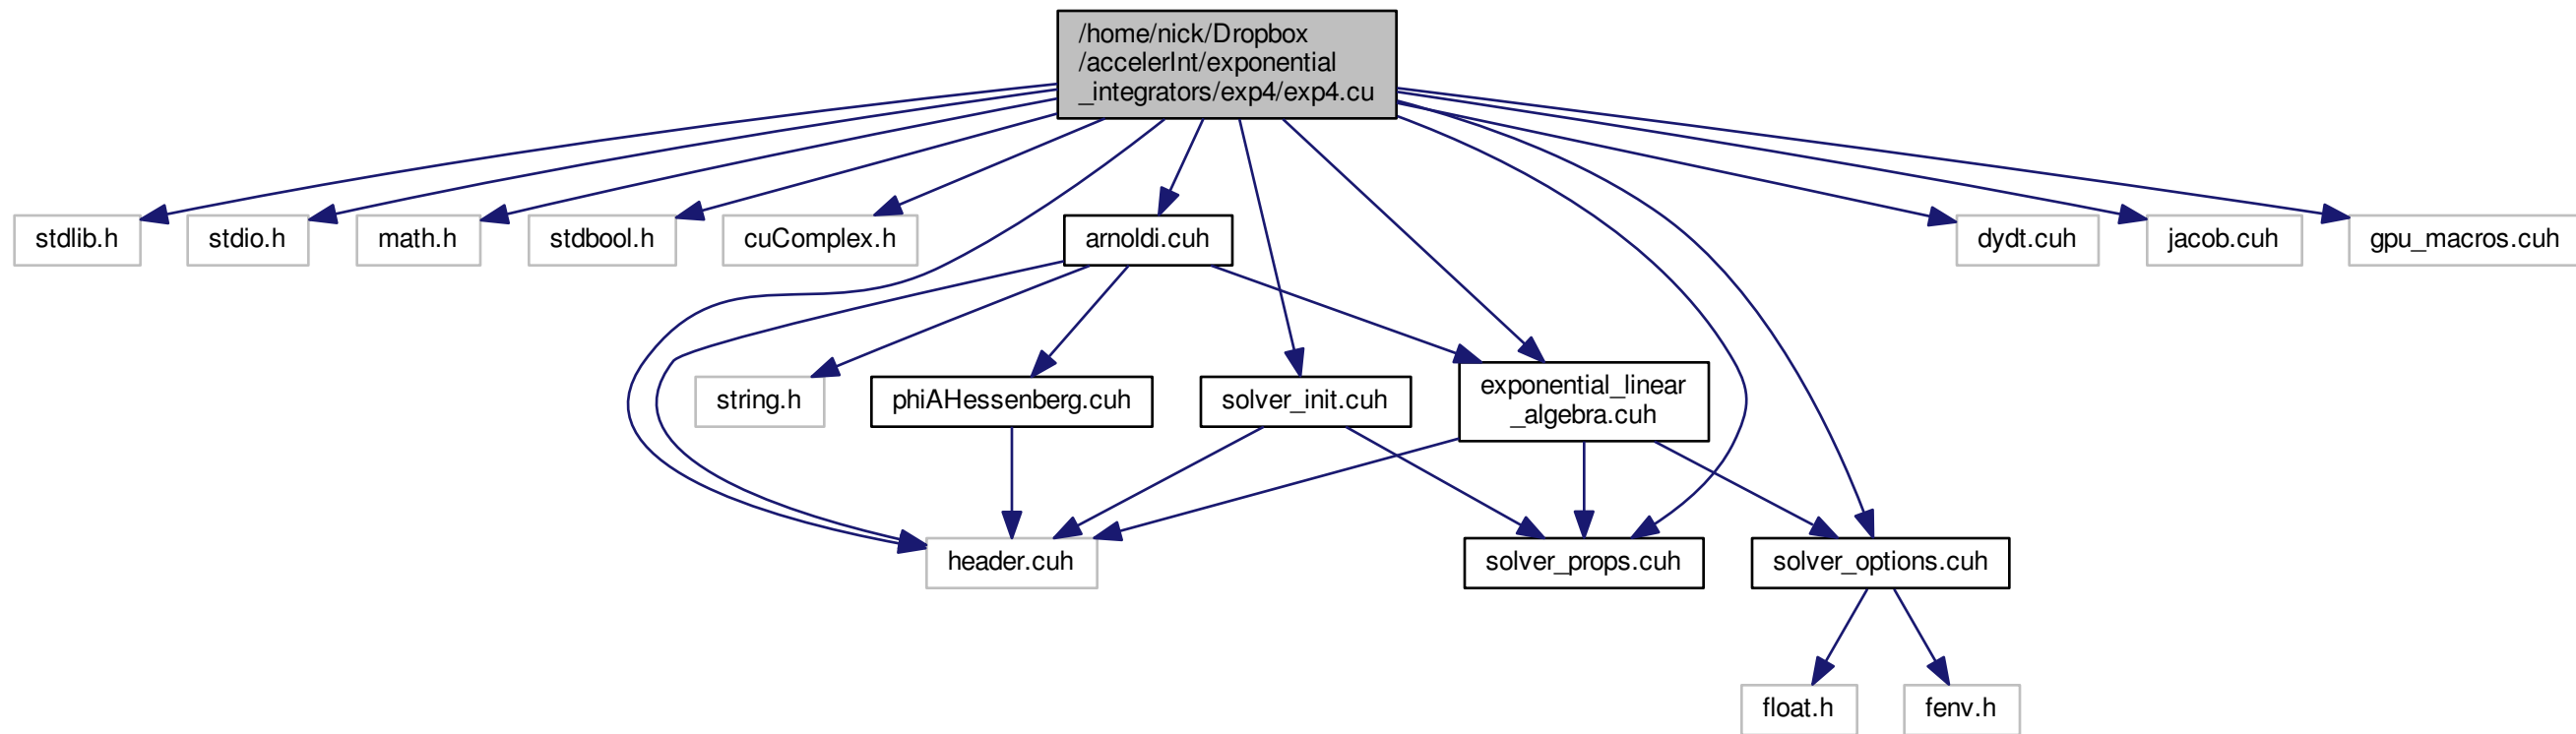 /home/nick/Dropbox
/accelerInt/exponential
_integrators/exp4/exp4.cu
stdlib.h
stdio.h
math.h
stdbool.h
cuComplex.h
arnoldi.cuh
dydt.cuh
jacob.cuh
gpu_macros.cuh
string.h
phiAHessenberg.cuh
solver_init.cuh
exponential_linear
_algebra.cuh
header.cuh
solver_props.cuh
solver_options.cuh
float.h
fenv.h